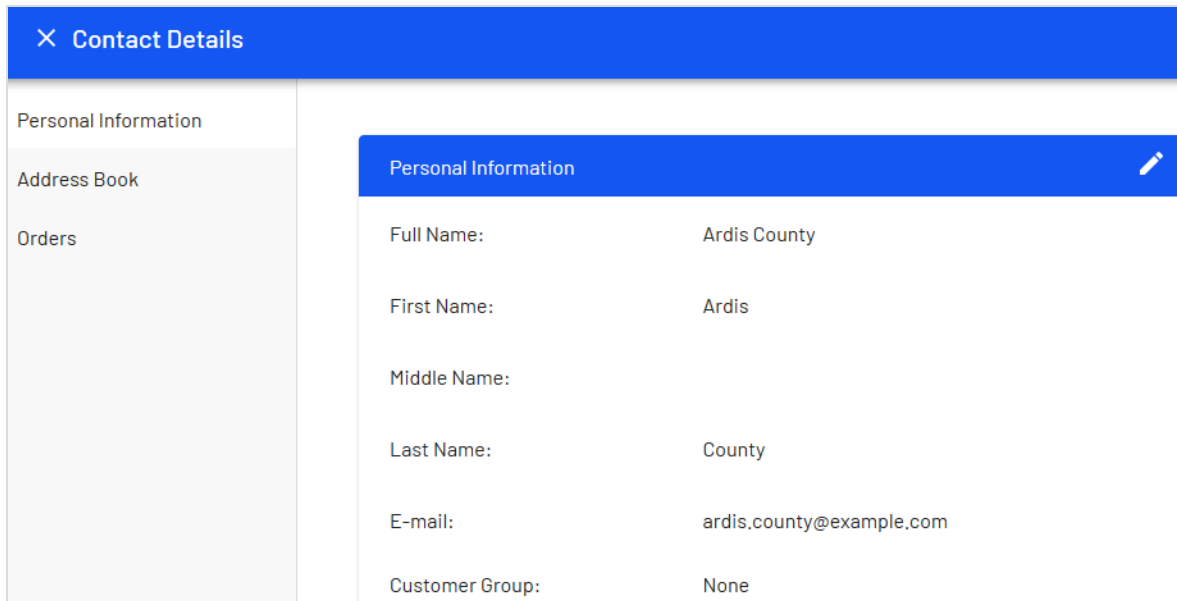 Contact Details
Personal Information
Address Book
Orders
Personal Information
Full Name: Ardis County
First Name: Ardis
Middle Name:
Last Name: County
E-mail: ardis.county@example.com
Customer Group: None